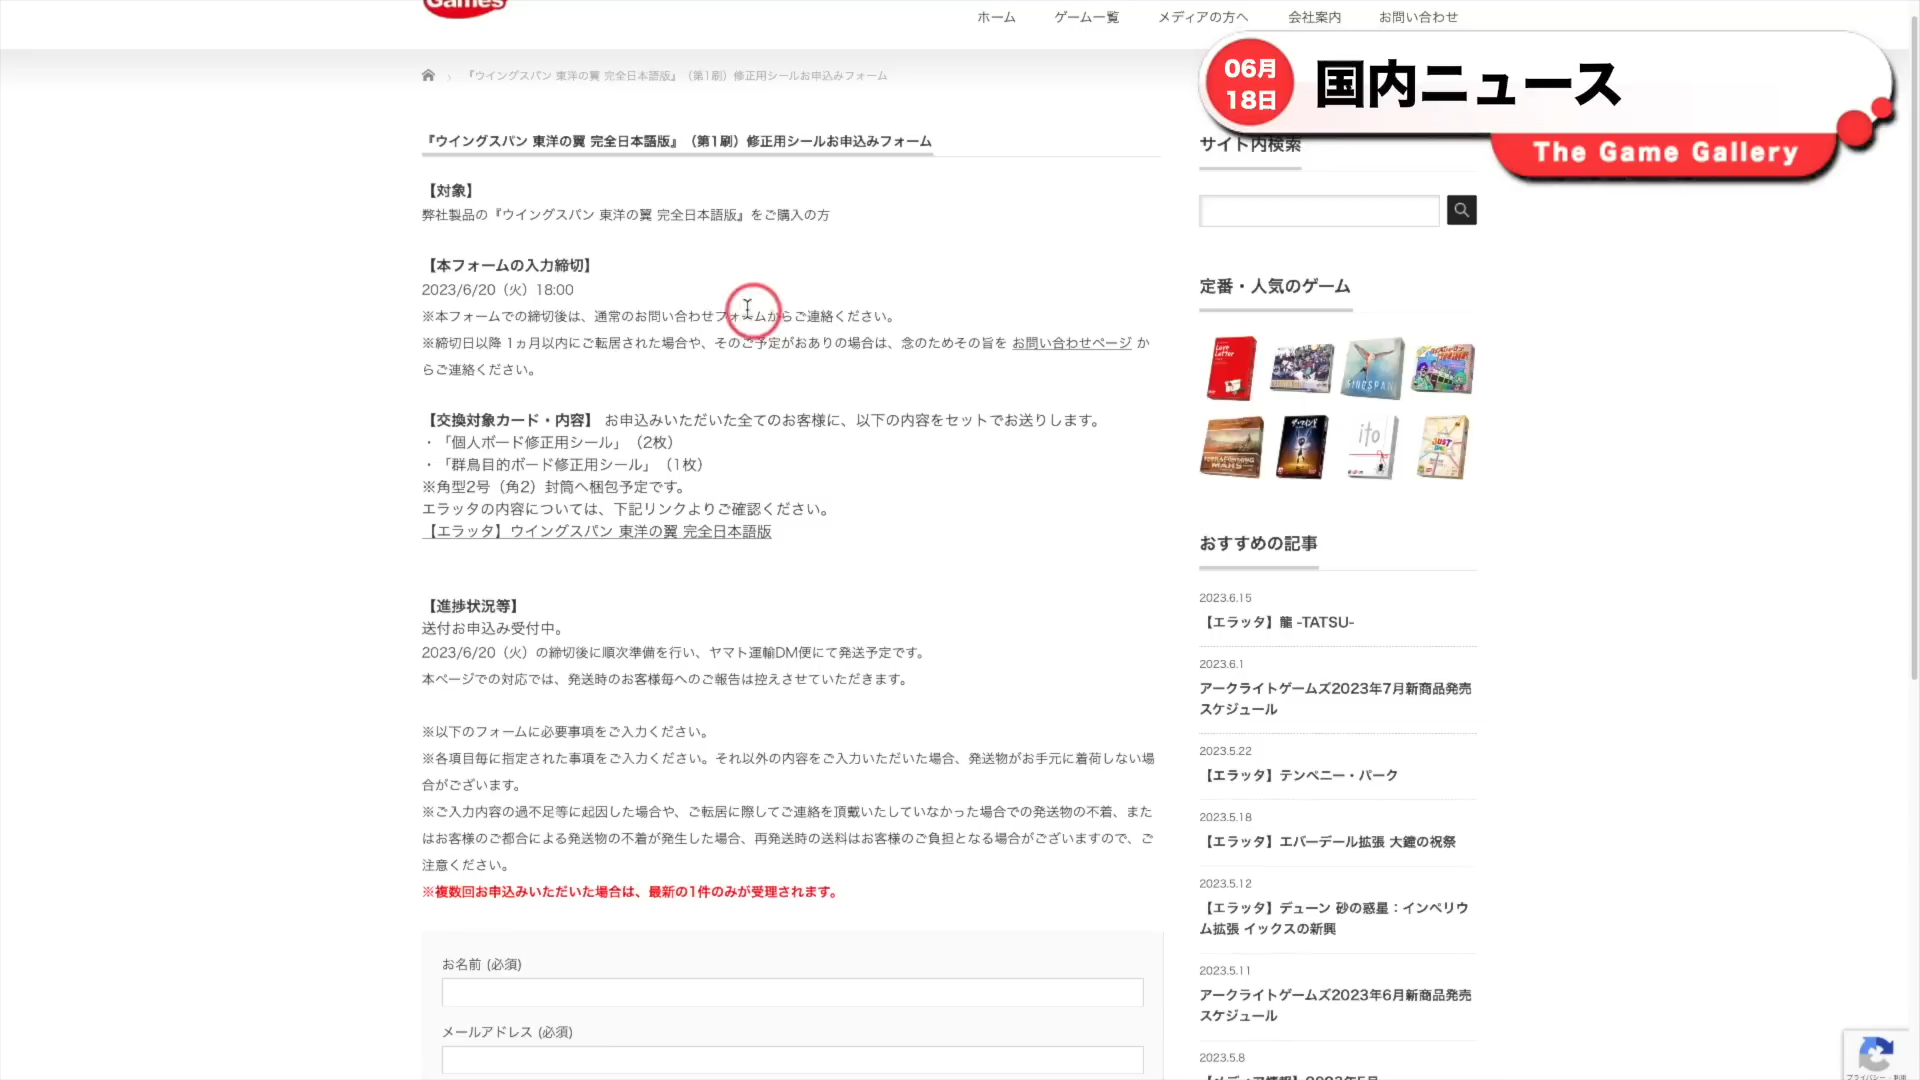 Games
ホーム ゲーム一覧 メディアの方へ 会社案内 お問い合わせ
06月
18日
国内ニュース
The Game Gallery
『ウイングスパン 東洋の翼 完全日本語版』（第1刷）修正用シールお申込みフォーム
『ウイングスパン 東洋の翼 完全日本語版』（第1刷）修正用シールお申込みフォーム
【対象】
弊社製品の『ウイングスパン 東洋の翼 完全日本語版』をご購入の方
【本フォームの入力締切】
2023/6/20（火）18:00
※本フォームでの締切後は、通常のお問い合わせフォームからご連絡ください。
※締切日以降 1ヵ月以内にご転居された場合や、そのご予定がおありの場合は、念のためその旨を お問い合わせページ か
らご連絡ください。
【交換対象カード・内容】 お申込みいただいた全てのお客様に、以下の内容をセットでお送りします。
・「個人ボード修正用シール」（2枚）
・「群鳥目的ボード修正用シール」（1枚）
※角型2号（角2）封筒へ梱包予定です。
エラッタの内容については、下記リンクよりご確認ください。
【エラッタ】ウイングスパン 東洋の翼 完全日本語版
【進捗状況等】
送付お申込み受付中。
2023/6/20（火）の締切後に順次準備を行い、ヤマト運輸DM便にて発送予定です。
本ページでの対応では、発送時のお客様毎へのご報告は控えさせていただきます。
※以下のフォームに必要事項をご入力ください。
※各項目毎に指定された事項をご入力ください。それ以外の内容をご入力いただいた場合、発送物がお手元に着荷しない場
合がございます。
※ご入力内容の過不足等に起因した場合や、ご転居に際してご連絡を頂戴いたしていなかった場合での発送物の不着、また
はお客様のご都合による発送物の不着が発生した場合、再発送時の送料はお客様のご負担となる場合がございますので、ご
注意ください。
※複数回お申込みいただいた場合は、最新の1件のみが受理されます。
お名前 (必須)
メールアドレス (必須)
サイト内検索
定番・人気のゲーム
Love
Letter
WINGSPAN
TERRAFORMING
MARS
ザ・マインド
ito
JUST
ONE
おすすめの記事
2023.6.15
【エラッタ】龍 -TATSU-
2023.6.1
アークライトゲームズ2023年7月新商品発売
スケジュール
2023.5.22
【エラッタ】テンペニー・パーク
2023.5.18
【エラッタ】エバーデール拡張 大鐘の祝祭
2023.5.12
【エラッタ】デューン 砂の惑星：インペリウ
ム拡張 イックスの新興
2023.5.11
アークライトゲームズ2023年6月新商品発売
スケジュール
2023.5.8
プライバシー - 利用